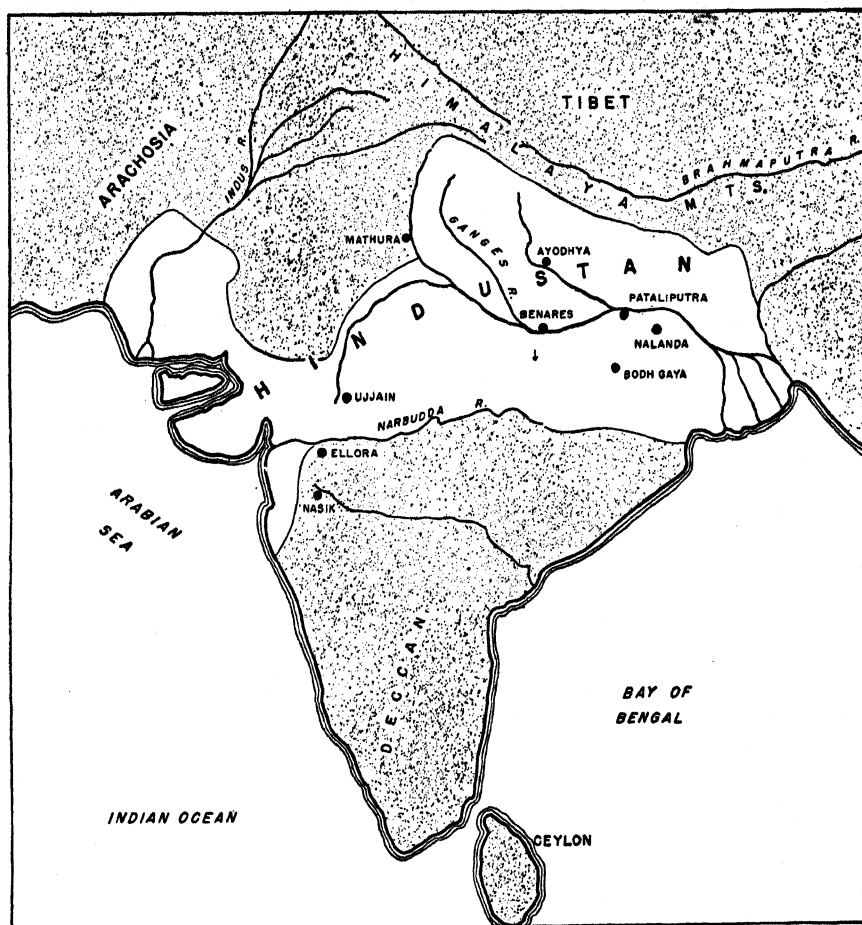 TIBET
HIMALAYA MTS.
BRAHMAPUTRA R.
ARACHOSIA
INDUS R.
MATHURA
GANGES R.
AYODHYA
HINDUSTAN
PATALIPUTRA
BENARES
NALANDA
BODH GAYA
UJJAIN
NARBUDDA R.
ELLORA
NASIK
ARABIAN
SEA
DECCAN
BAY OF
BENGAL
INDIAN OCEAN
CEYLON